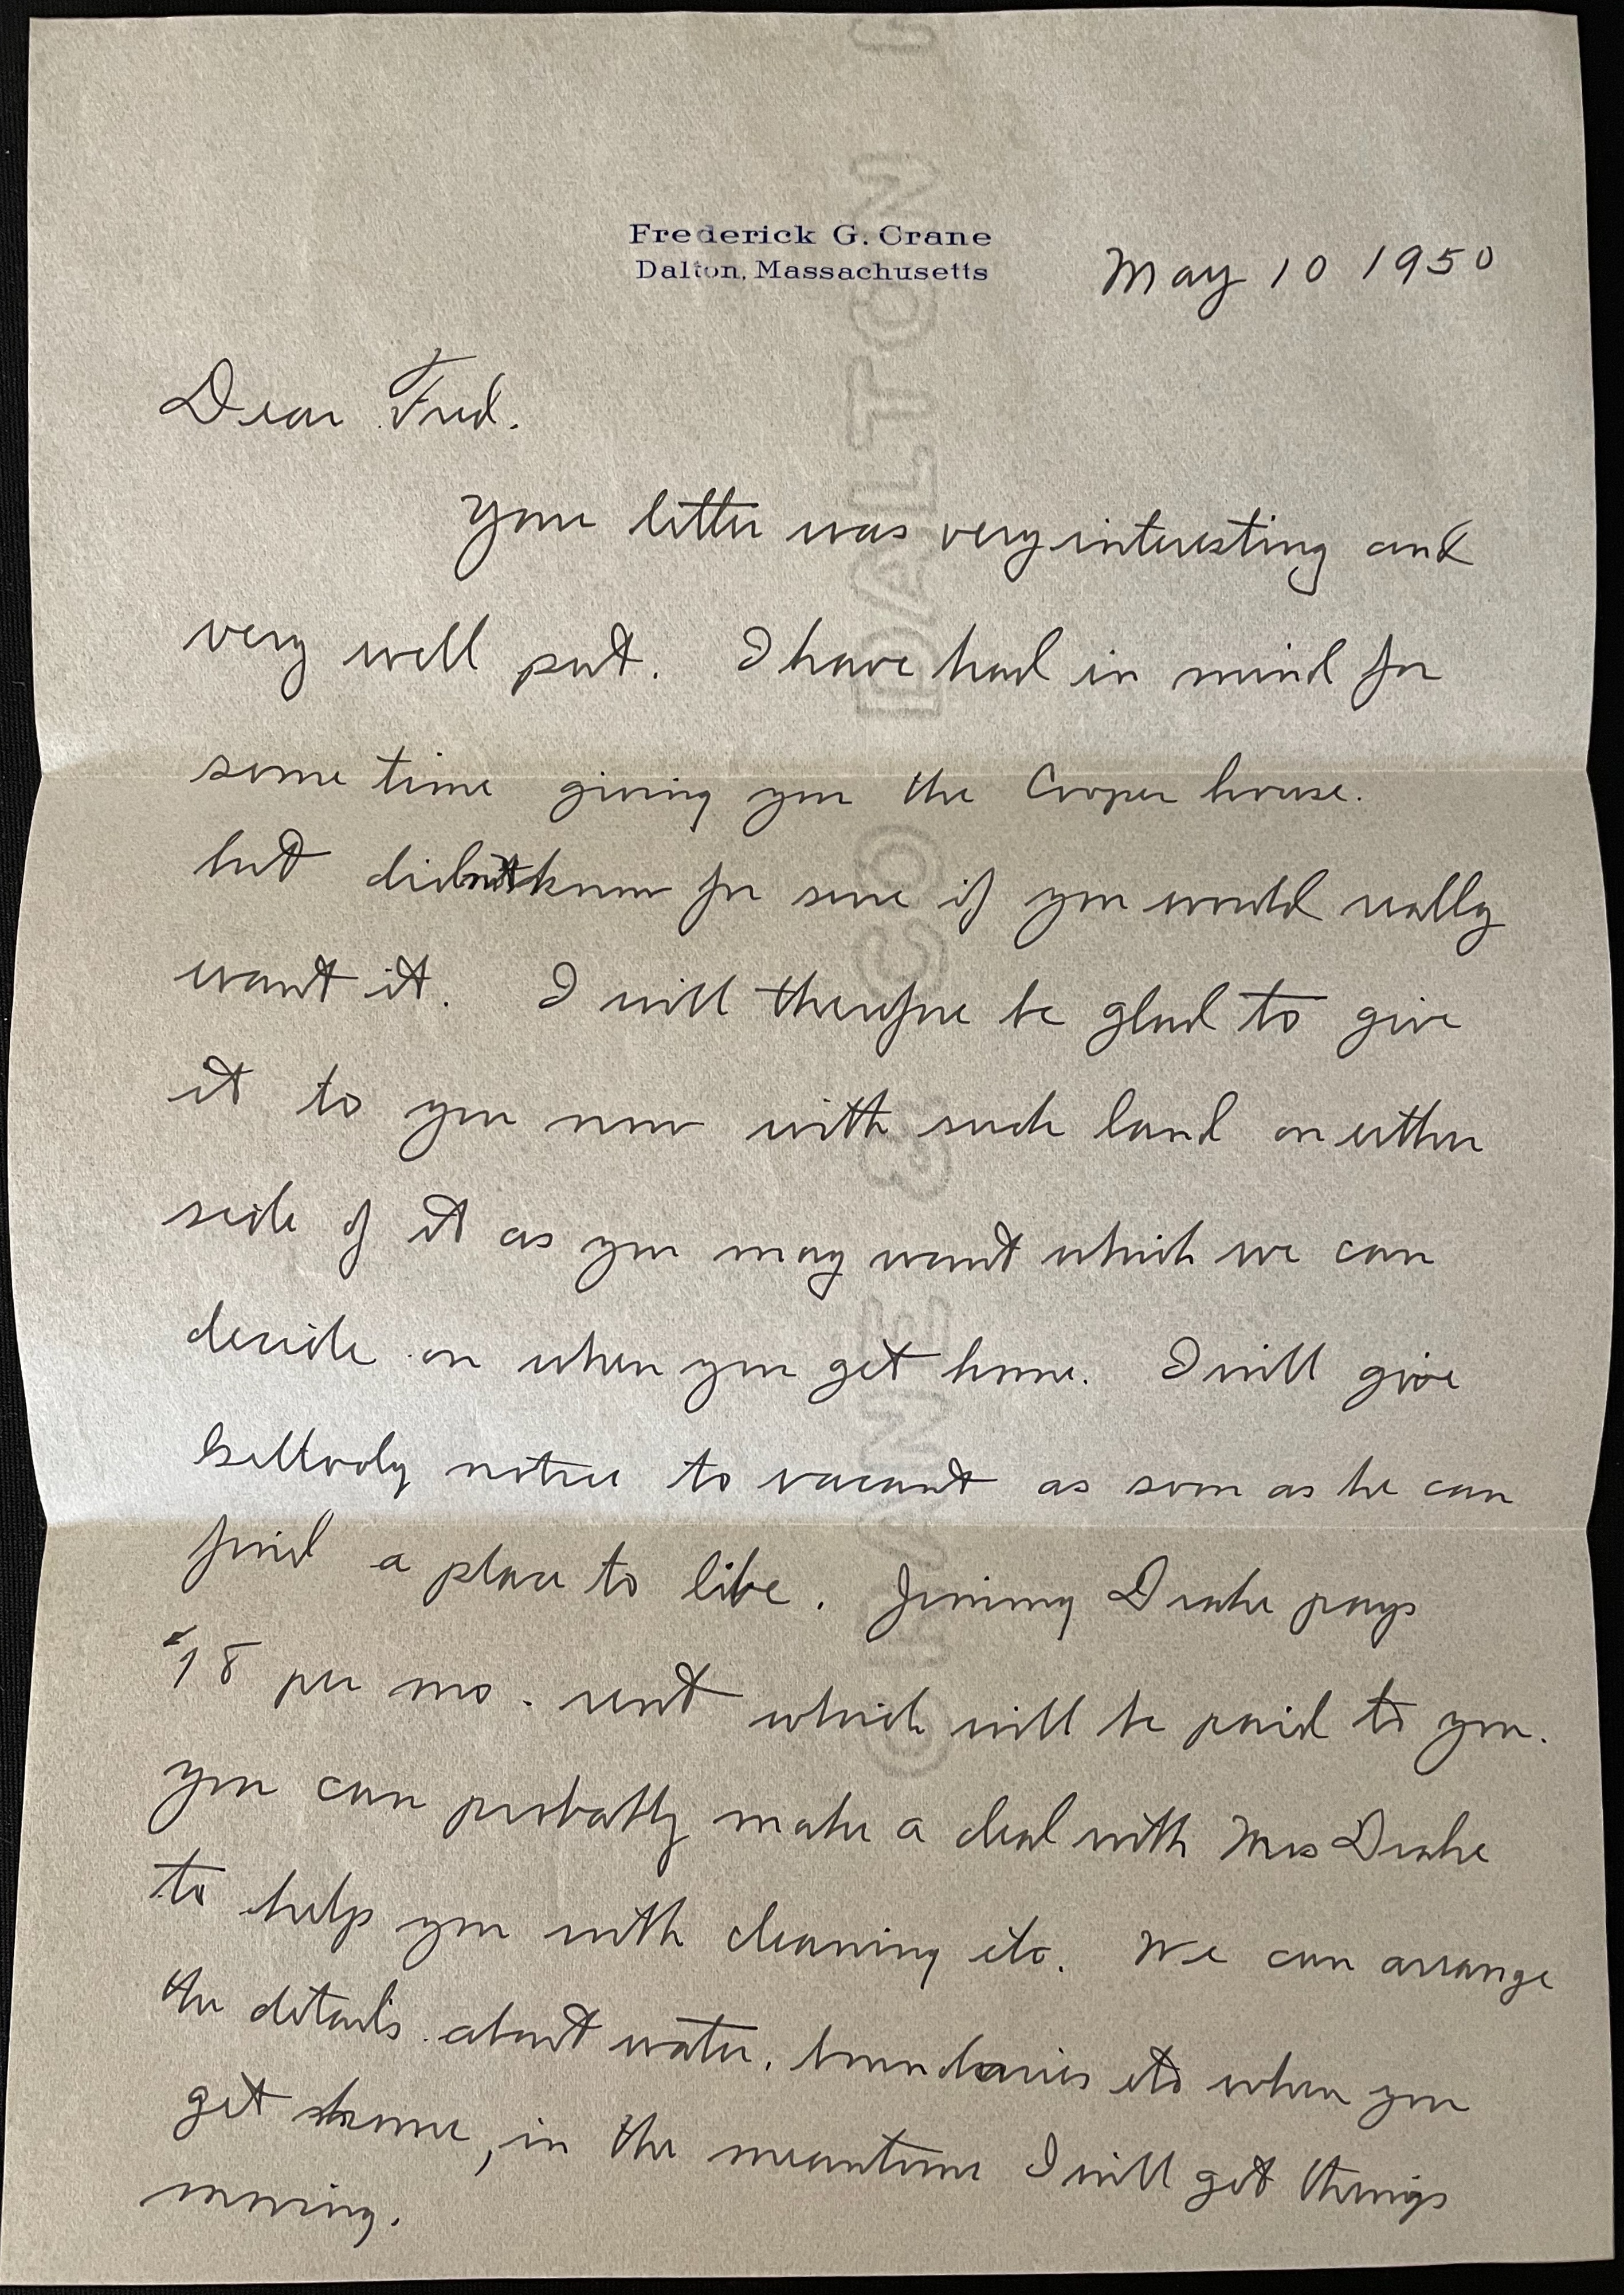 Frederick G. Crane
Dalton, Massachusetts
May 10 1950
Dear Fred.
Your letter was very interesting and
very well put. I have had in mind for
some time giving you the Cooper house.
but didn't know for sure if you would really
want it. I will therefore be glad to give
it to you now with such land on either
side of it as you may want which we can
decide on when you get home. I will give
notice to vacant as soon as he can
find a place to live. Jimmy Drake pays
$18 per mo. rent which will be paid to you.
you can probably make a deal with Mrs Drake
to help you with cleaning etc. We can arrange
the details about water, boundaries etc when you
get home, in the meantime I will get things
moving.
CRANE & CO DALTON